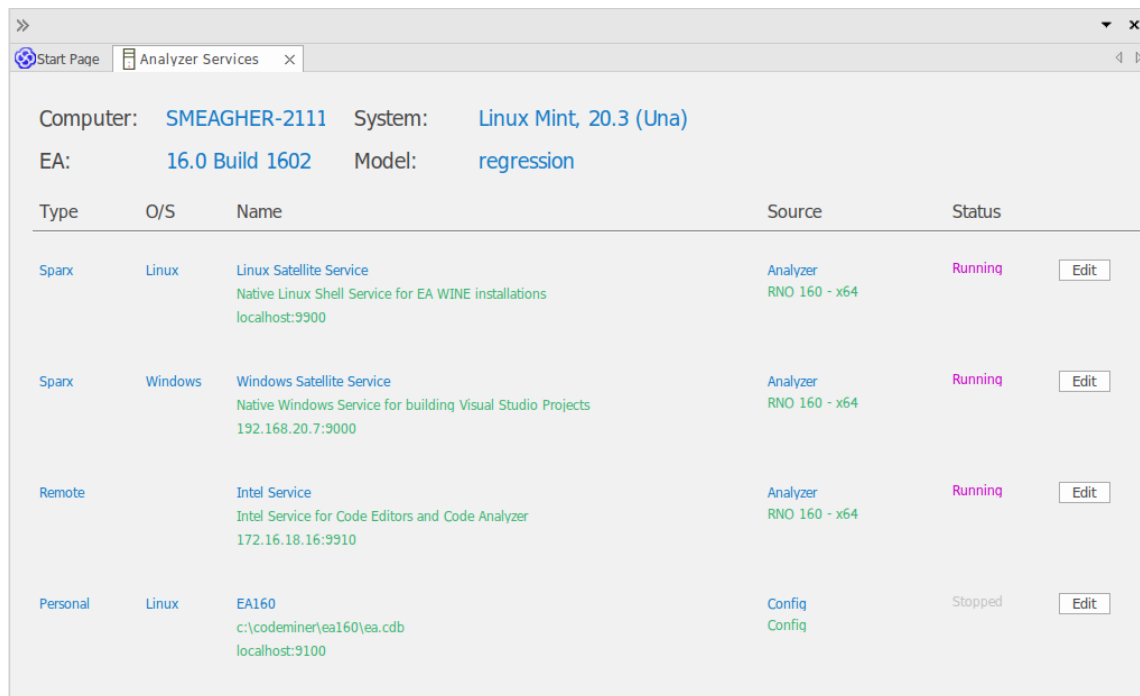 Start Page Analyzer Services
Computer: SMEAGHER-2111 System: Linux Mint, 20.3 (Una)
EA: 16.0 Build 1602 Model: regression
Type O/S Name Source Status
Sparx Linux Linux Satellite Service Analyzer Running Edit
Native Linux Shell Service for EA WINE installations RNO 160 - x64
localhost:9900
Sparx Windows Windows Satellite Service Analyzer Running Edit
Native Windows Service for building Visual Studio Projects RNO 160 - x64
192.168.20.7:9000
Remote Intel Service Analyzer Running Edit
Intel Service for Code Editors and Code Analyzer RNO 160 - x64
172.16.18.16:9910
Personal Linux EA160 Config Stopped Edit
c:\codeminer\ea160\ea.cdb Config
localhost:9100